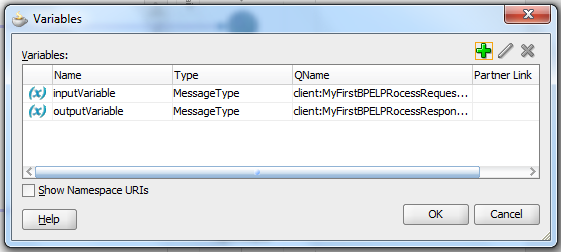 Variables
Variables:
Name Type QName Partner Link
(x) inputVariable MessageType client:MyFirstBPELPRocessReques...
(x) outputVariable MessageType client:MyFirstBPELPRocessRespon...
Show Namespace URIs
Help OK Cancel